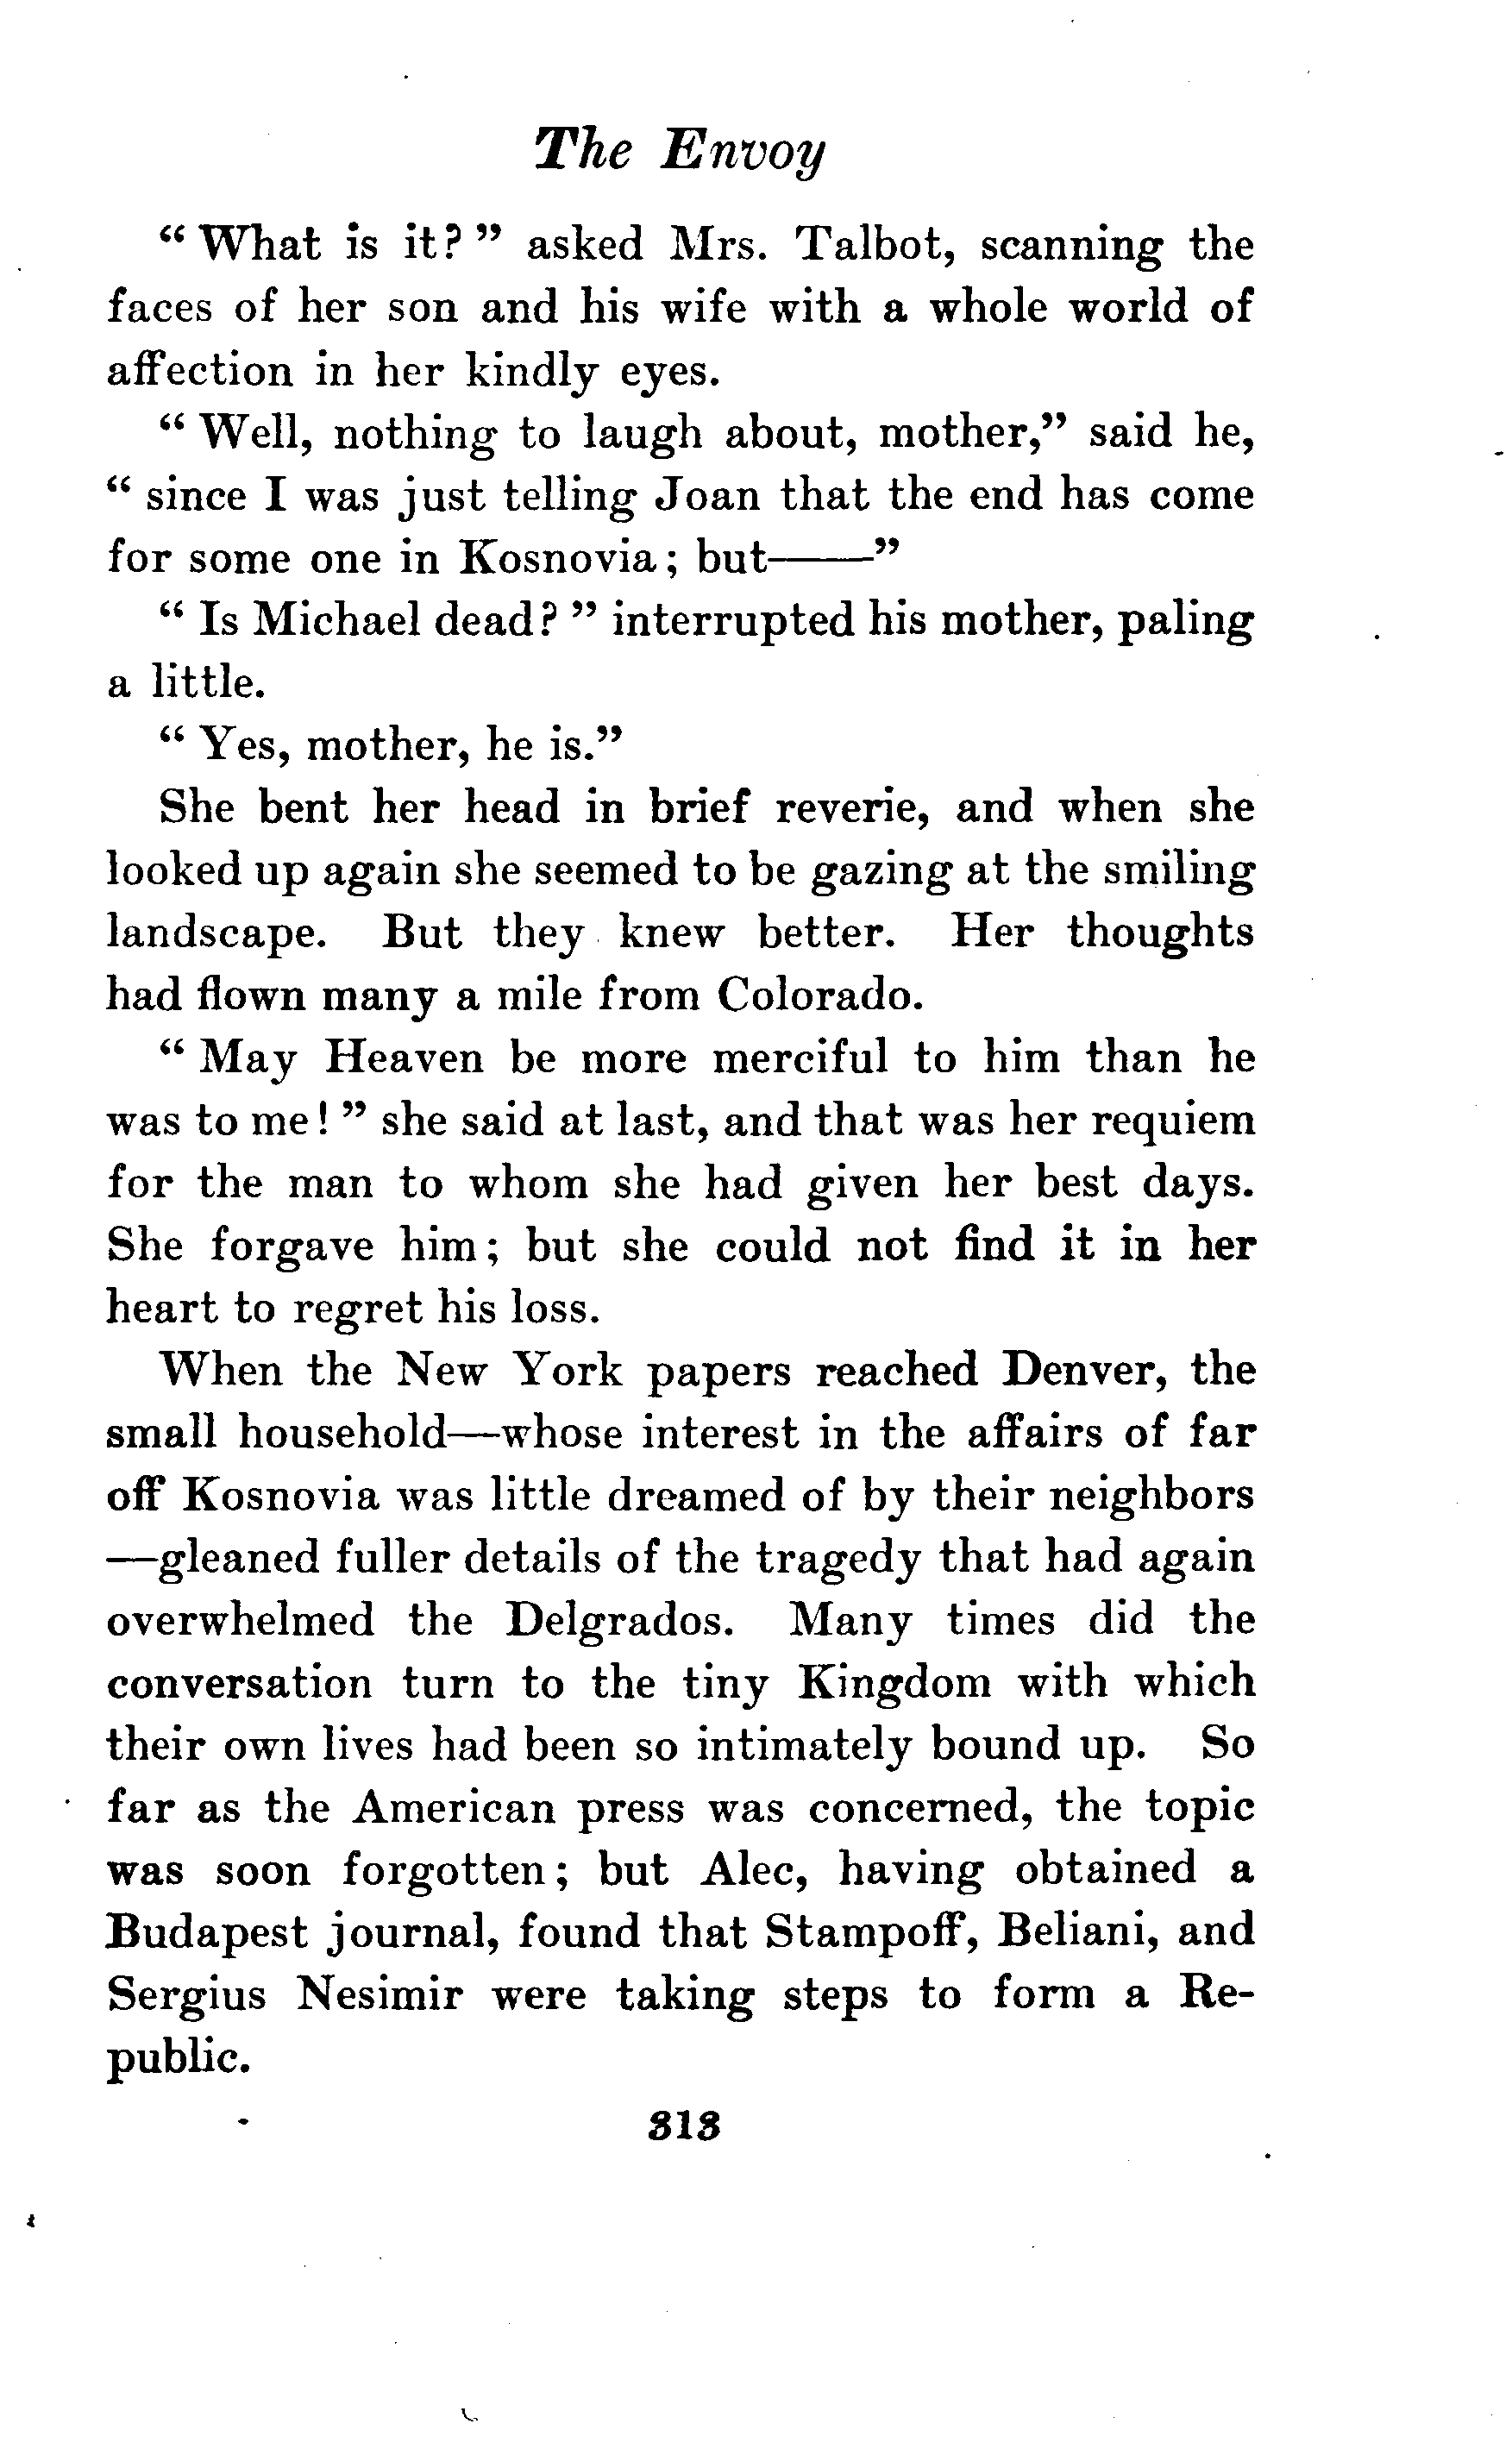 The Envoy
“ What is it? ” asked Mrs. Talbot, scanning the
faces of her son and his wife with a whole world of
affection in her kindly eyes.
“ Well, nothing to laugh about, mother,” said he,
“ since I was just telling Joan that the end has come
for some one in Kosnovia; but——”
“ Is Michael dead? ” interrupted his mother, paling
a little.
“ Yes, mother, he is.”
She bent her head in brief reverie, and when she
looked up again she seemed to be gazing at the smiling
landscape. But they knew better. Her thoughts
had flown many a mile from Colorado.
“ May Heaven be more merciful to him than he
was to me! ” she said at last, and that was her requiem
for the man to whom she had given her best days.
She forgave him; but she could not find it in her
heart to regret his loss.
When the New York papers reached Denver, the
small household—whose interest in the affairs of far
off Kosnovia was little dreamed of by their neighbors
—gleaned fuller details of the tragedy that had again
overwhelmed the Delgrados. Many times did the
conversation turn to the tiny Kingdom with which
their own lives had been so intimately bound up. So
far as the American press was concerned, the topic
was soon forgotten; but Alec, having obtained a
Budapest journal, found that Stampoff, Beliani, and
Sergius Nesimir were taking steps to form a Re-
public.
313